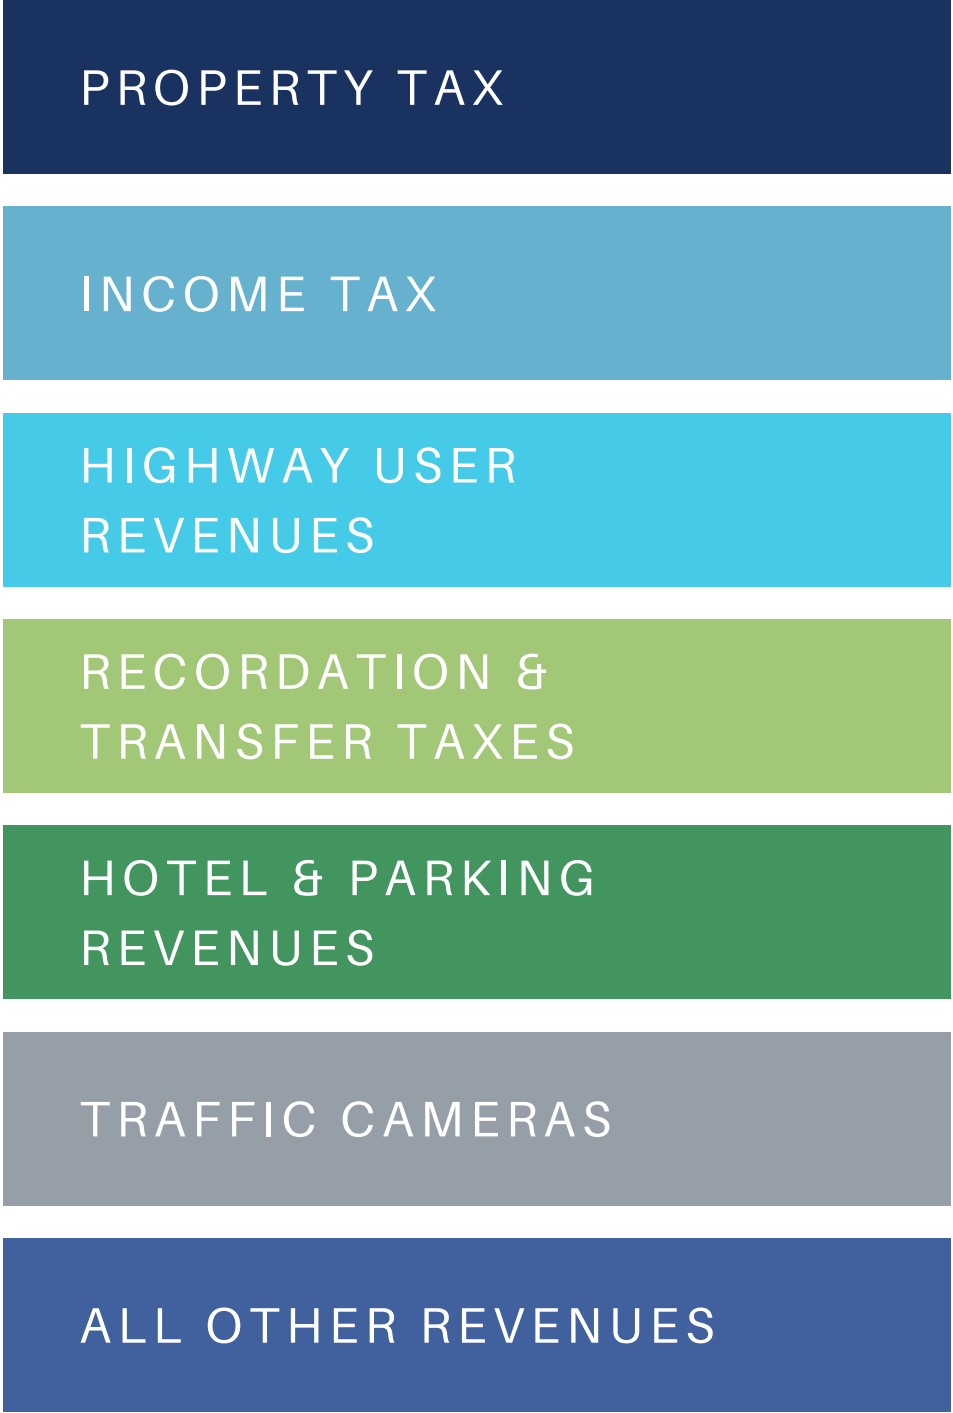 PROPERTY TAX
INCOME TAX
HIGHWAY USER
REVENUES
RECORDATION &
TRANSFER TAXES
HOTEL & PARKING
REVENUES
TRAFFIC CAMERAS
ALL OTHER REVENUES